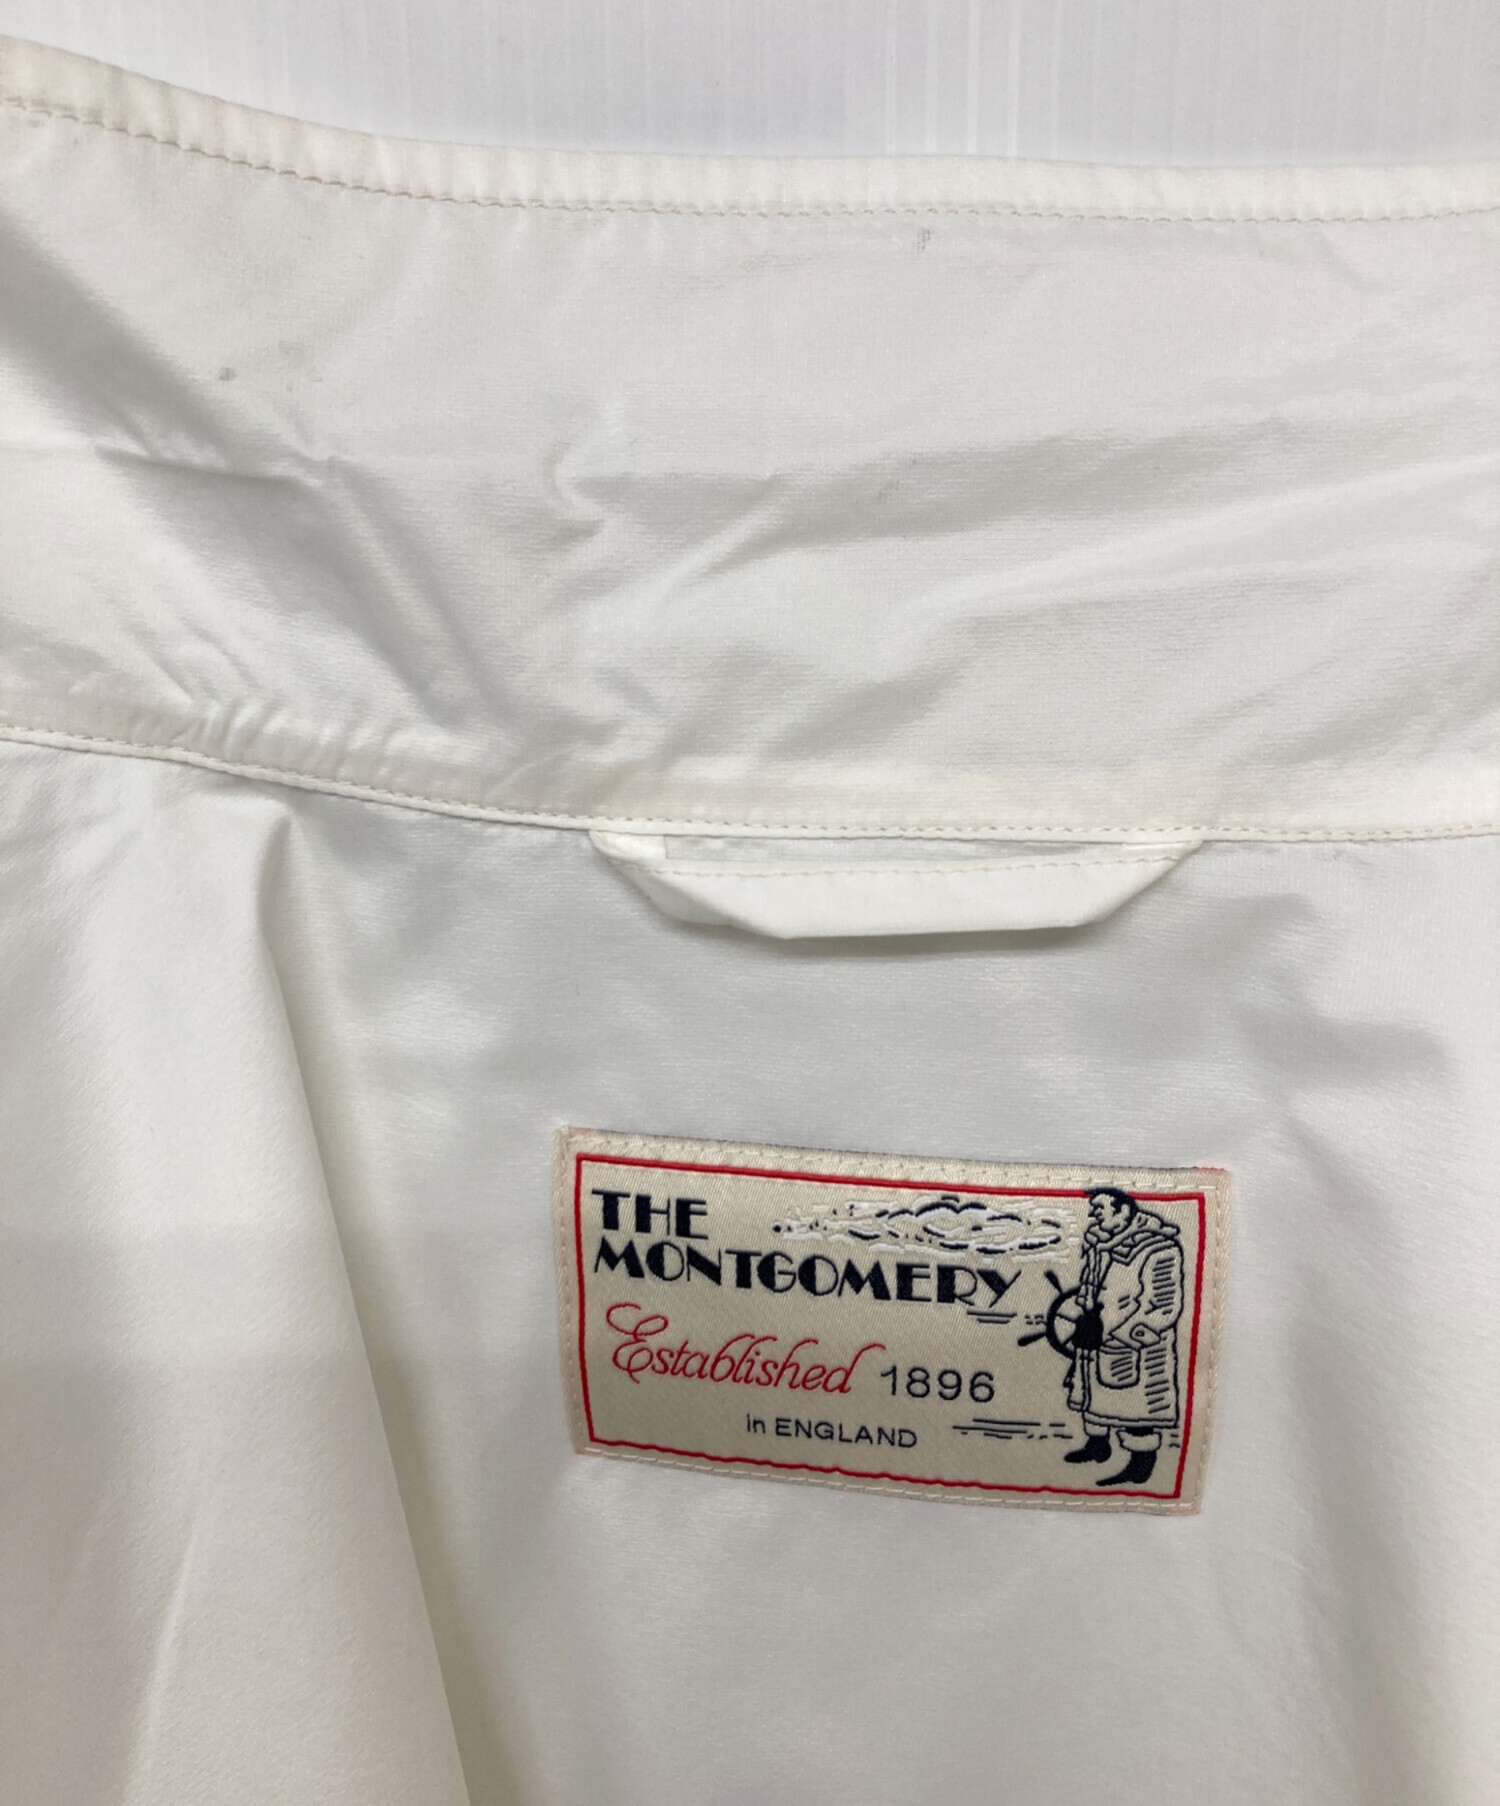 THE
MONTGOMERY
Established 1896
in ENGLAND